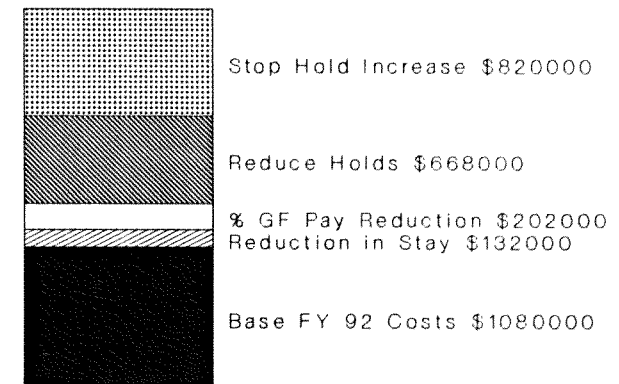 Stop Hold Increase $820000
Reduce Holds $668000
% GF Pay Reduction $202000
Reduction in Stay $132000
Base FY 92 Costs $1080000